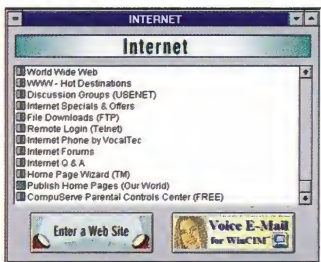 INTERNET
Internet
World Wide Web
WWW - Hot Destinations
Discussion Groups (USENET)
Internet Specials & Offers
File Downloads (FTP)
Remote Login (Telnet)
Internet Phone by VocalTec
Internet Forums
Internet Q & A
Home Page Wizard (TM)
Publish Home Pages (Our World)
CompuServe Parental Controls Center (FREE)
Enter a Web Site
Voice E-Mail
for WinCIM™